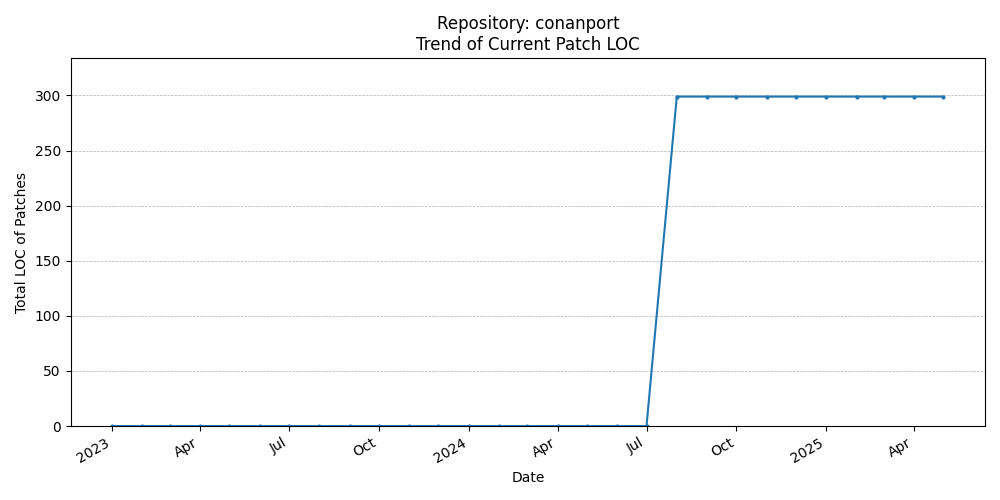 Repository: conanport
Trend of Current Patch LOC
Total LOC of Patches
300
250
200
150
100
50
0
2023
Apr
Jul
Oct
2024
Apr
Jul
Oct
2025
Apr
Date